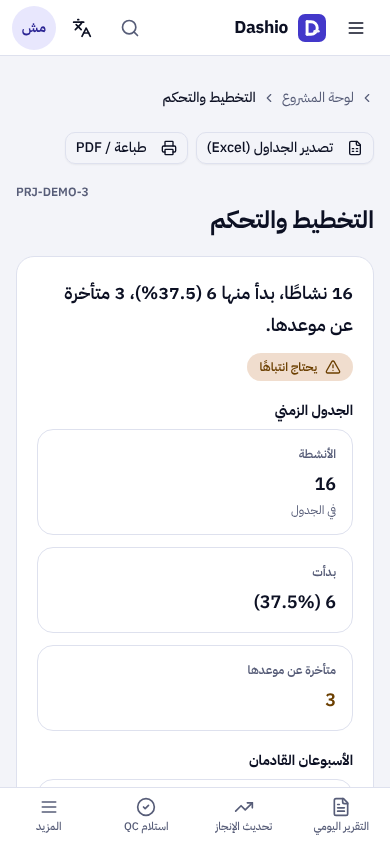 Dashio
مش
لوحة المشروع
التخطيط والتحكم
تصدير الجداول (Excel)
طباعة / PDF
PRJ-DEMO-3
التخطيط والتحكم
16 نشاطًا، بدأ منها 6 (37.5%)، 3 متأخرة
عن موعدها.
يحتاج انتباهًا
الجدول الزمني
الأنشطة
16
في الجدول
بدأت
6 (37.5%)
متأخرة عن موعدها
3
الأسبوعان القادمان
التقرير اليومي
تحديث الإنجاز
استلام QC
المزيد